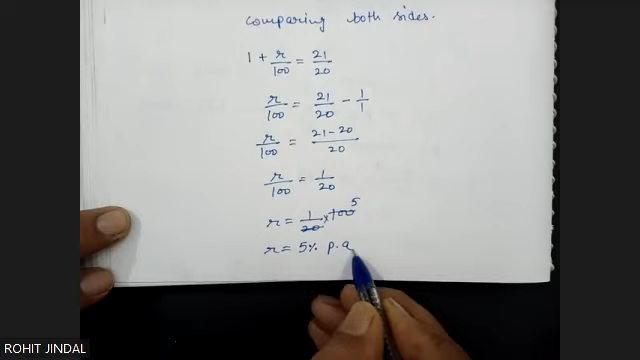 comparing both sides.
1 + r/100 = 21/20
r/100 = 21/20 - 1/1
r/100 = 21-20/20
r/100 = 1/20
r = 1/20 × 100 5
r = 5% p.a
ROHIT JINDAL